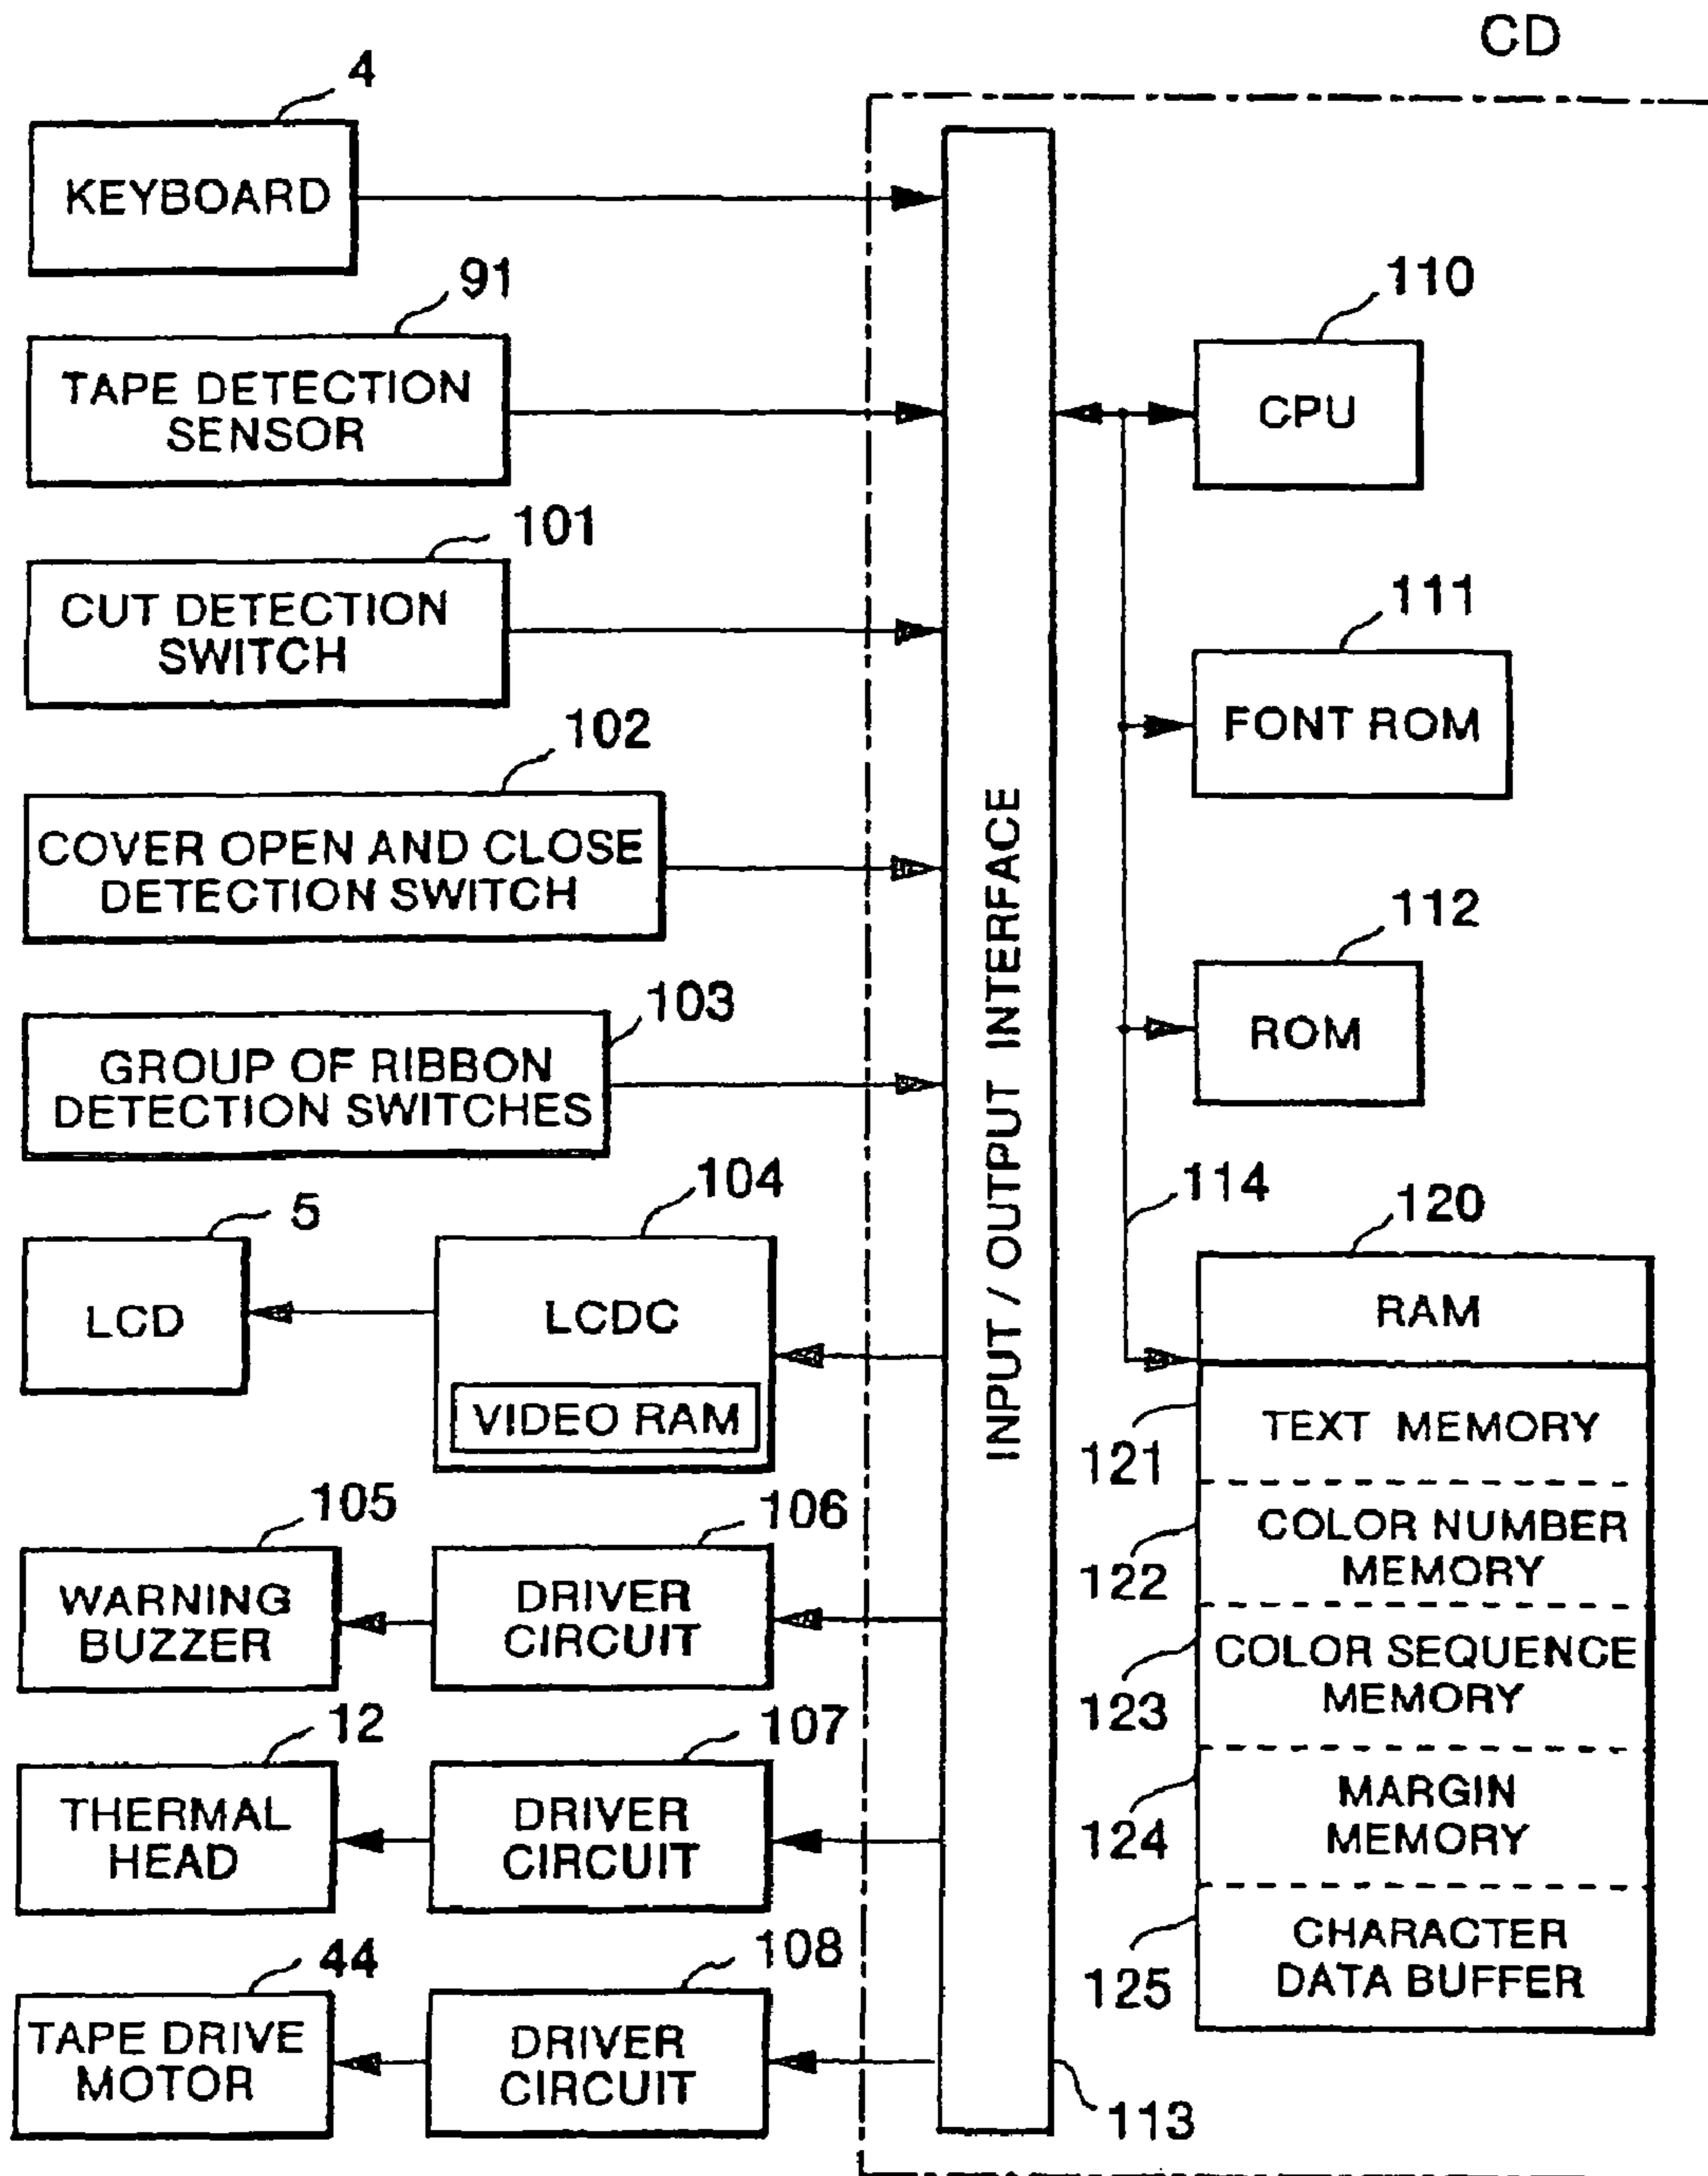 CD
4
KEYBOARD
91
TAPE DETECTION
SENSOR
101
CUT DETECTION
SWITCH
102
COVER OPEN AND CLOSE
DETECTION SWITCH
103
GROUP OF RIBBON
DETECTION SWITCHES
5
LCD
104
LCDC
VIDEO RAM
105
WARNING
BUZZER
106
DRIVER
CIRCUIT
12
THERMAL
HEAD
107
DRIVER
CIRCUIT
44
TAPE DRIVE
MOTOR
108
DRIVER
CIRCUIT
INPUT / OUTPUT INTERFACE
113
110
CPU
111
FONT ROM
112
ROM
114
120
RAM
121
TEXT MEMORY
122
COLOR NUMBER
MEMORY
123
COLOR SEQUENCE
MEMORY
124
MARGIN
MEMORY
125
CHARACTER
DATA BUFFER